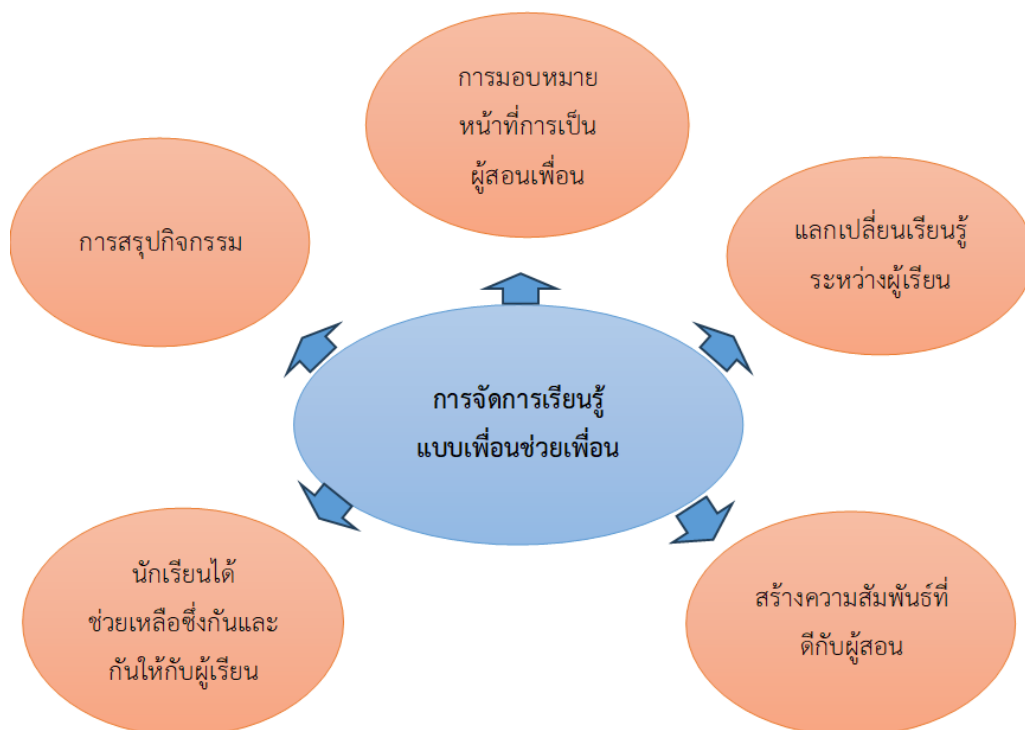 การมอบหมาย
หน้าที่การเป็น
ผู้สอนเพื่อน
การสรุปกิจกรรม
แลกเปลี่ยนเรียนรู้
ระหว่างผู้เรียน
การจัดการเรียนรู้
แบบเพื่อนช่วยเพื่อน
นักเรียนได้
ช่วยเหลือซึ่งกันและ
กันให้กับผู้เรียน
สร้างความสัมพันธ์ที่
ดีกับผู้สอน